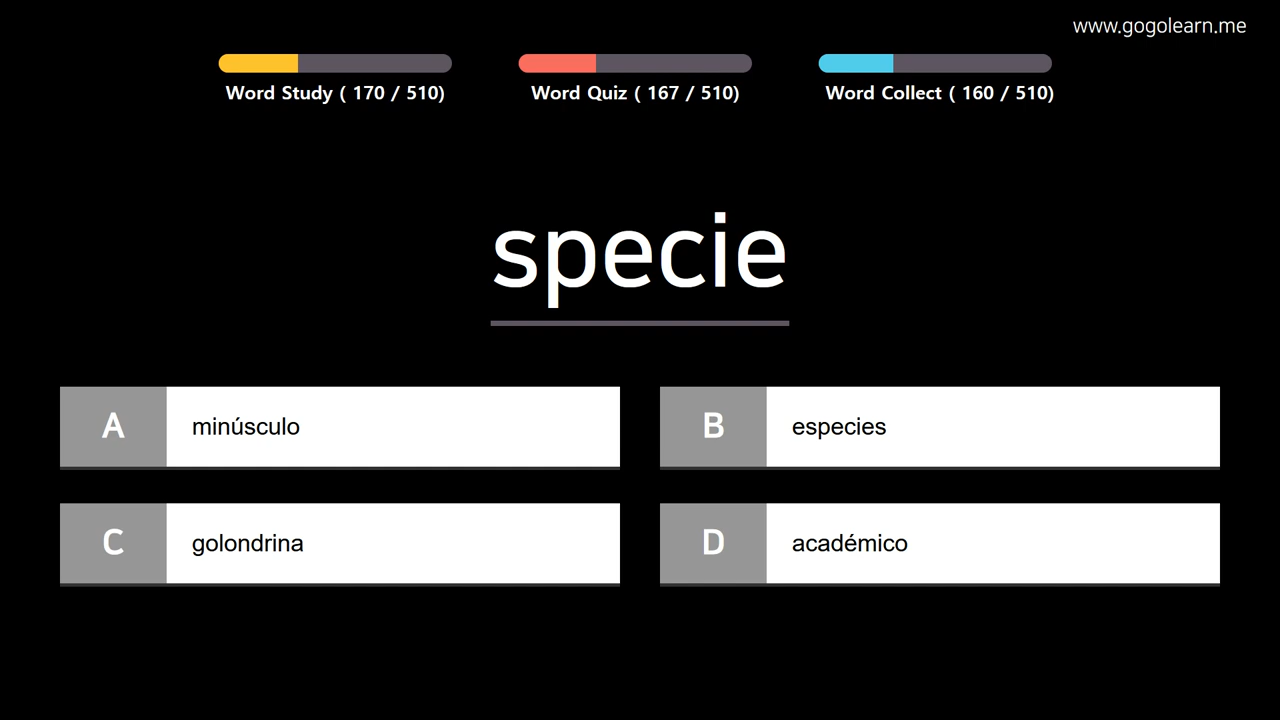 www.gogolearn.me
Word Study ( 170 / 510)
Word Quiz ( 167 / 510)
Word Collect ( 160 / 510)
specie
A minúsculo
B especies
C golondrina
D académico